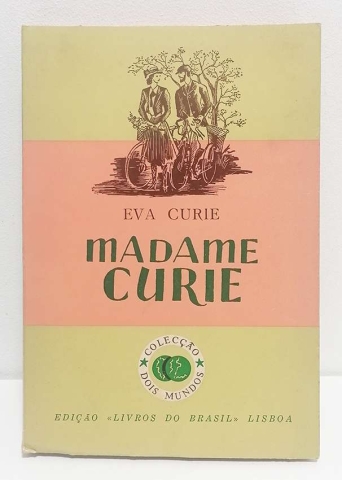 EVA CURIE
MADAME
CURIE
COLECÇÃO
DOIS MUNDOS
EDIÇÃO «LIVROS DO BRASIL» LISBOA